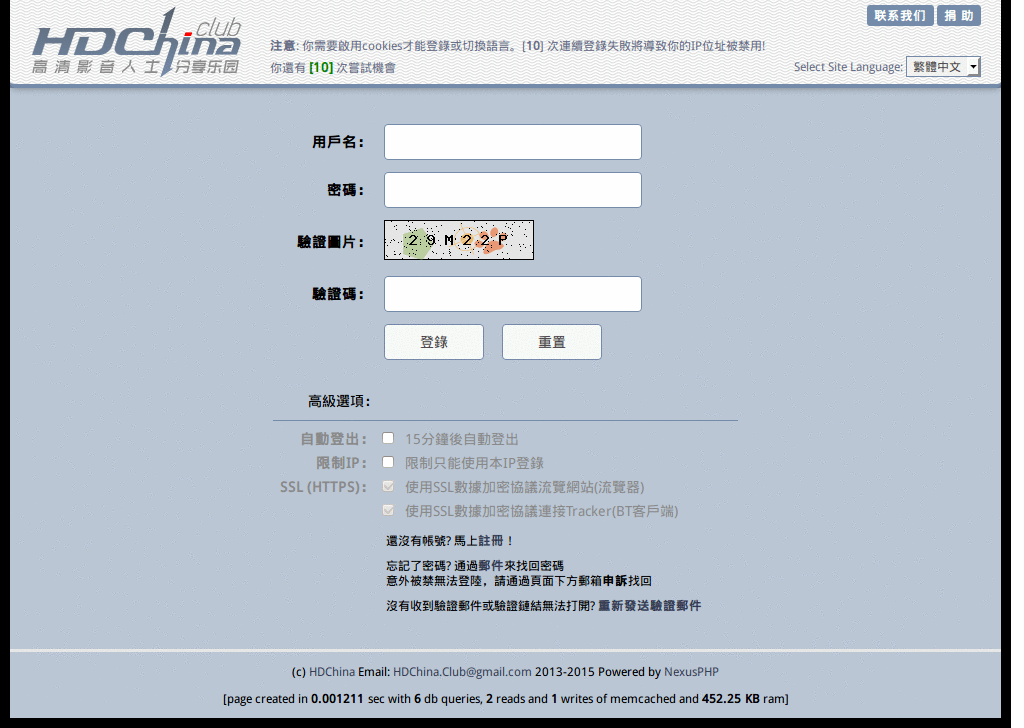 联系我们 捐 助
HDChina club
高清影音人士 分享乐园
注意: 你需要啟用cookies才能登錄或切換語言。[10] 次連續登錄失敗將導致你的IP位址被禁用!
你還有 [10] 次嘗試機會
Select Site Language: 繁體中文
用戶名:
密碼:
驗證圖片: 29M22P
驗證碼:
登錄 重置
高級選項:
自動登出: 15分鐘後自動登出
限制IP: 限制只能使用本IP登錄
SSL (HTTPS): 使用SSL數據加密協議流覽網站(流覽器)
使用SSL數據加密協議連接Tracker(BT客戶端)
還沒有帳號? 馬上註冊！
忘記了密碼? 通過郵件來找回密碼
意外被禁無法登陸，請通過頁面下方郵箱申訴找回
沒有收到驗證郵件或驗證鏈結無法打開? 重新發送驗證郵件
(c) HDChina Email: HDChina.Club@gmail.com 2013-2015 Powered by NexusPHP
[page created in 0.001211 sec with 6 db queries, 2 reads and 1 writes of memcached and 452.25 KB ram]